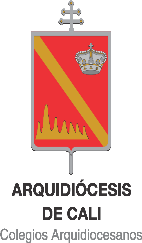 ARQUIDIÓCESIS
DE CALI
Colegios Arquidiocesanos